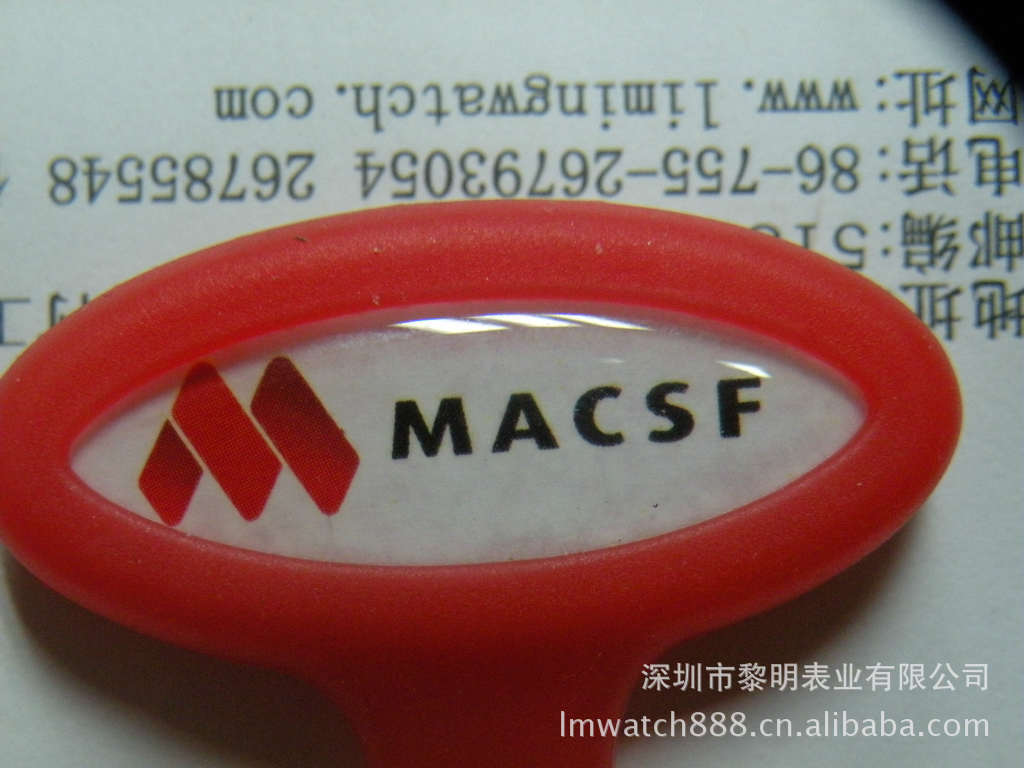 地址
邮编:518
电话:86-755-26793054 26785548
网址:www.limingwatch.com
MACSF
深圳市黎明表业有限公司
lmwatch888.cn.alibaba.com